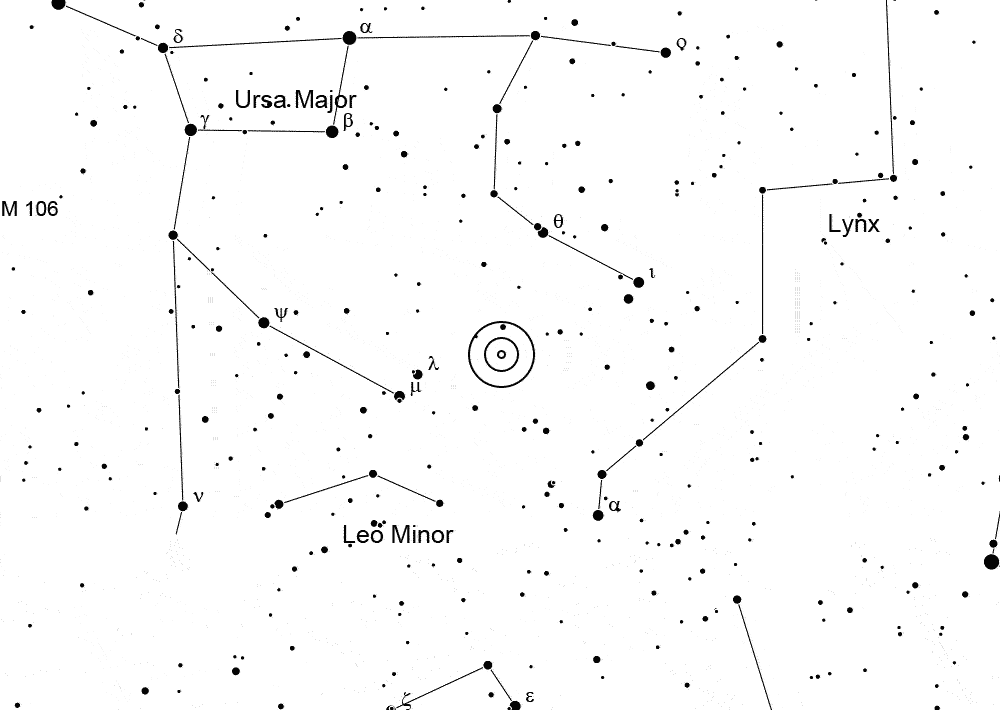 δ
α
ο
Ursa Major
γ
β
M 106
θ
Lynx
ι
ψ
λ
μ
ν
α
Leo Minor
ζ
ε